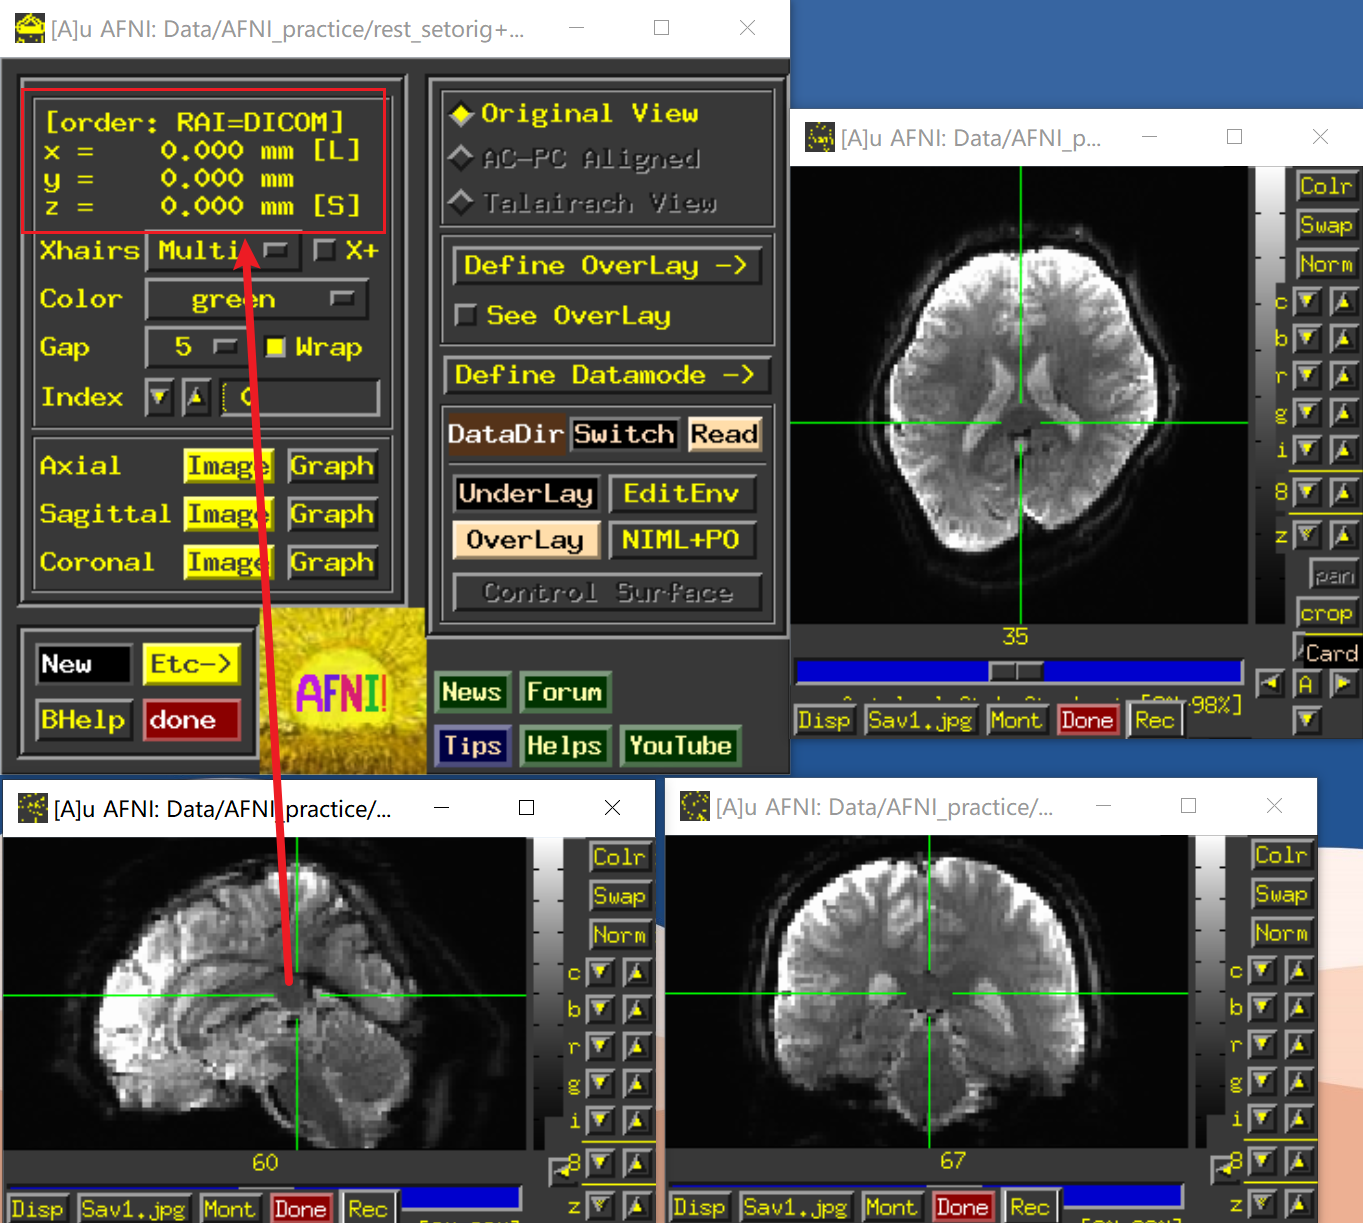 [A]u AFNI: Data/AFNI_practice/rest_setorig+...
[order: RAI=DICOM]
x = 0.000 mm [L]
y = 0.000 mm
z = 0.000 mm [S]
Xhairs Multi X+
Color green
Gap 5 Wrap
Index
Axial Image Graph
Sagittal Image Graph
Coronal Image Graph
New Etc->
BHelp done
AFNI!
Original View
AC-PC Aligned
Talairach View
Define OverLay ->
See OverLay
Define Datamode ->
DataDir Switch Read
UnderLay EditEnv
OverLay NIML+PO
Control Surface
News Forum
Tips Helps YouTube
[A]u AFNI: Data/AFNI_p...
Colr
Swap
Norm
c
b
r
g
i
8
z
pan
crop
Card
A
35
98%]
Disp Sav1.jpg Mont Done Rec
[A]u AFNI: Data/AFNI_practice/...
Colr
Swap
Norm
c
b
r
g
i
8
z
60
Disp Sav1.jpg Mont Done Rec
[A]u AFNI: Data/AFNI_practice/...
Colr
Swap
Norm
c
b
r
g
i
8
z
67
Disp Sav1.jpg Mont Done Rec